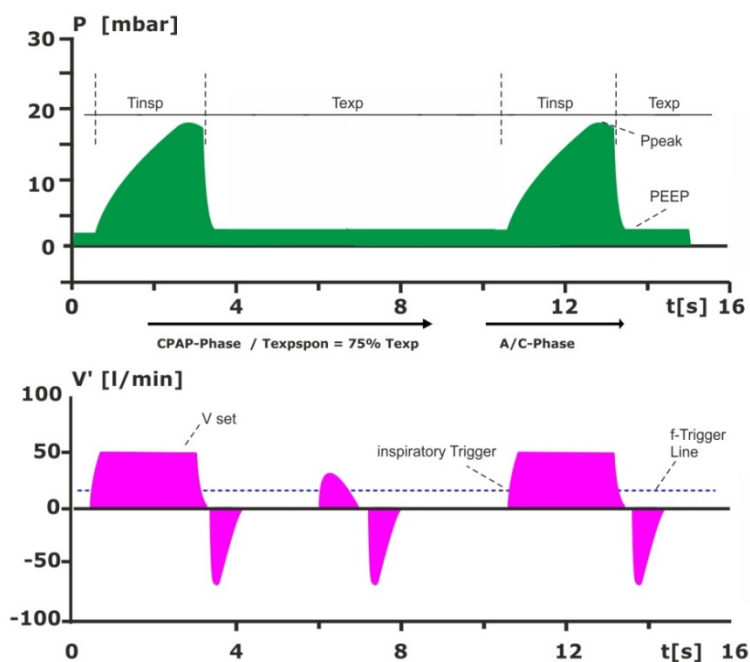 P [mbar]
30
20
10
0
Tinsp
Texp
Tinsp
Texp
Ppeak
PEEP
0
4
8
12
t[s]
16
CPAP-Phase / Texpspon = 75% Texp
A/C-Phase
V' [l/min]
100
50
0
-50
-100
V set
inspiratory Trigger
f-Trigger
Line
0
4
8
12
t[s]
16